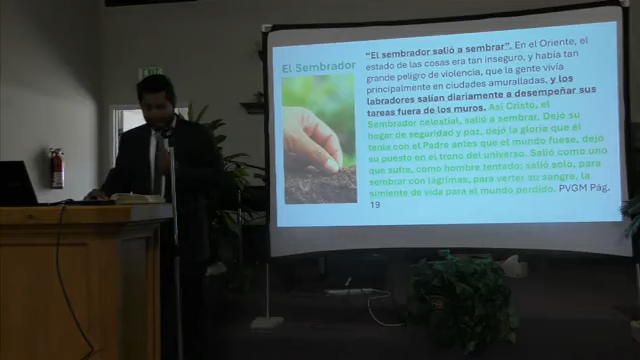 EXIT
El Sembrador
"El sembrador salió a sembrar". En el Oriente, el
estado de las cosas era tan inseguro, y había tan
grande peligro de violencia, que la gente vivía
principalmente en ciudades amuralladas, y los
labradores salían diariamente a desempeñar sus
tareas fuera de los muros. Así Cristo, el
Sembrador celestial, salió a sembrar. Dejó su
hogar de seguridad y paz, dejó la gloria que él
tenía con el Padre antes que el mundo fuese, dejó
su puesto en el trono del universo. Salió como uno
que sufre, como hombre tentado; salió solo, para
sembrar con lágrimas, para verter su sangre, la
simiente de vida para el mundo perdido. PVGM Pág.
19